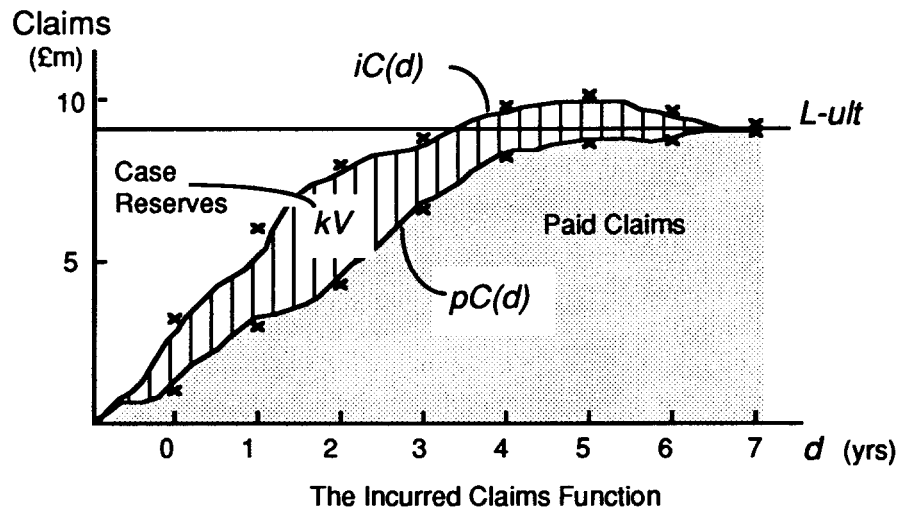 Claims
(£m)
iC(d)
10
L-ult
Case
Reserves
kV
Paid Claims
5
pC(d)
0 1 2 3 4 5 6 7 d (yrs)
The Incurred Claims Function